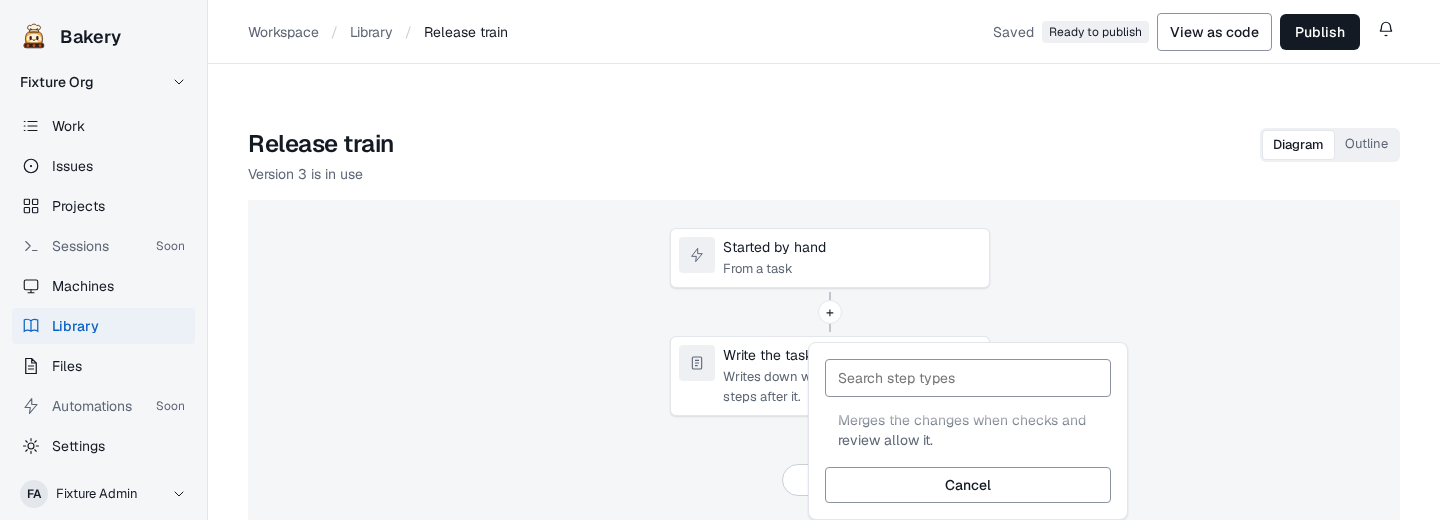 Bakery
Fixture Org
Work
Issues
Projects
Sessions Soon
Machines
Library
Files
Automations Soon
Settings
FA Fixture Admin
Workspace / Library / Release train
Saved Ready to publish View as code Publish
Release train
Version 3 is in use
Diagram Outline
Started by hand
From a task
+
Write the task
Writes down w
steps after it.
Search step types
Merges the changes when checks and
review allow it.
Cancel